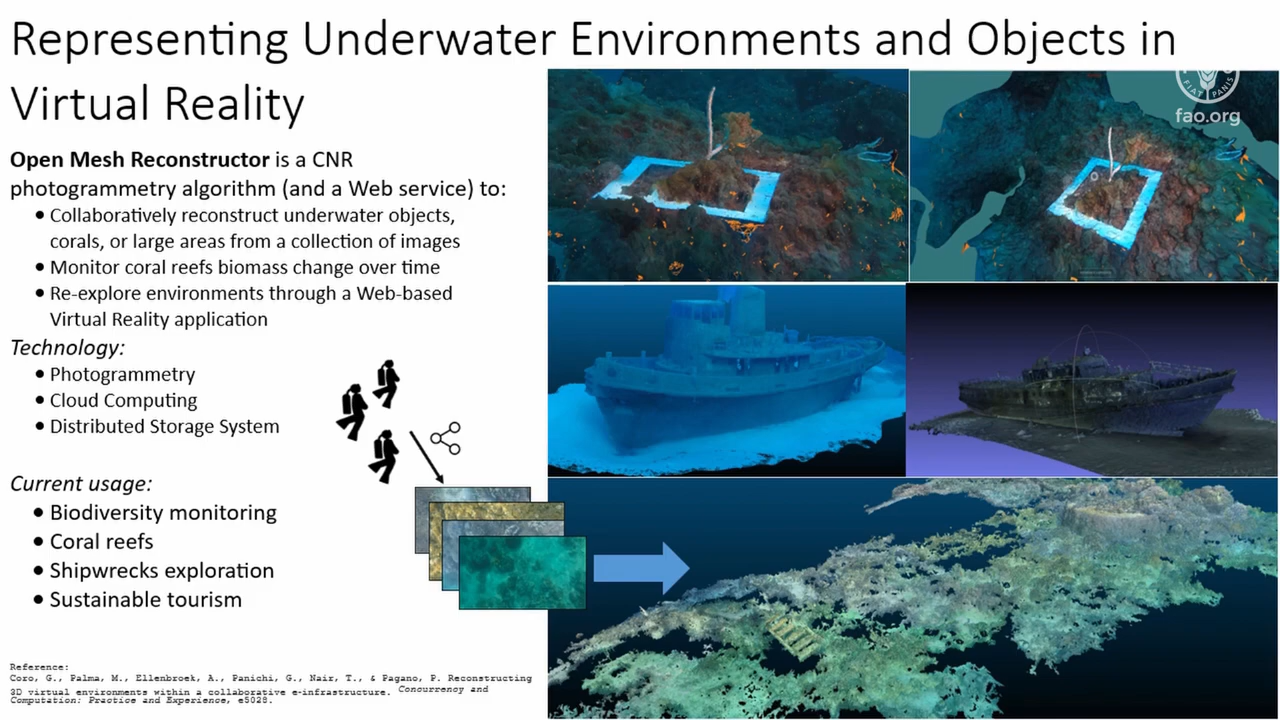 Representing Underwater Environments and Objects in
Virtual Reality
FIAT PANIS
fao.org
Open Mesh Reconstructor is a CNR
photogrammetry algorithm (and a Web service) to:
• Collaboratively reconstruct underwater objects,
corals, or large areas from a collection of images
• Monitor coral reefs biomass change over time
• Re-explore environments through a Web-based
Virtual Reality application
Technology:
• Photogrammetry
• Cloud Computing
• Distributed Storage System
Current usage:
• Biodiversity monitoring
• Coral reefs
• Shipwrecks exploration
• Sustainable tourism
Reference:
Coro, G., Palma, M., Ellenbroek, A., Panichi, G., Nair, T., & Pagano, P. Reconstructing
3D virtual environments within a collaborative e-infrastructure. Concurrency and
Computation: Practice and Experience, e5028.